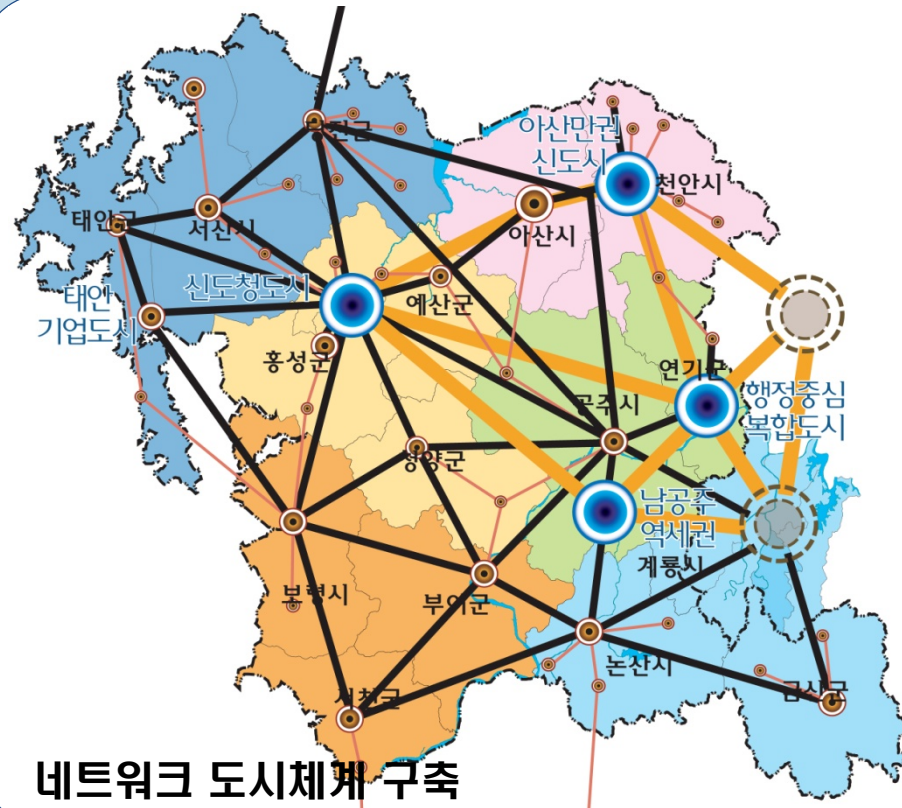 당진군
아산만권
신도시
천안시
태안군
서산시
아산시
신도청도시
예산군
태안
기업도시
홍성군
연기군
행정중심
복합도시
공주시
청양군
남공주
역세권
계룡시
보령시
부여군
논산시
금산군
서천군
네트워크 도시체계 구축